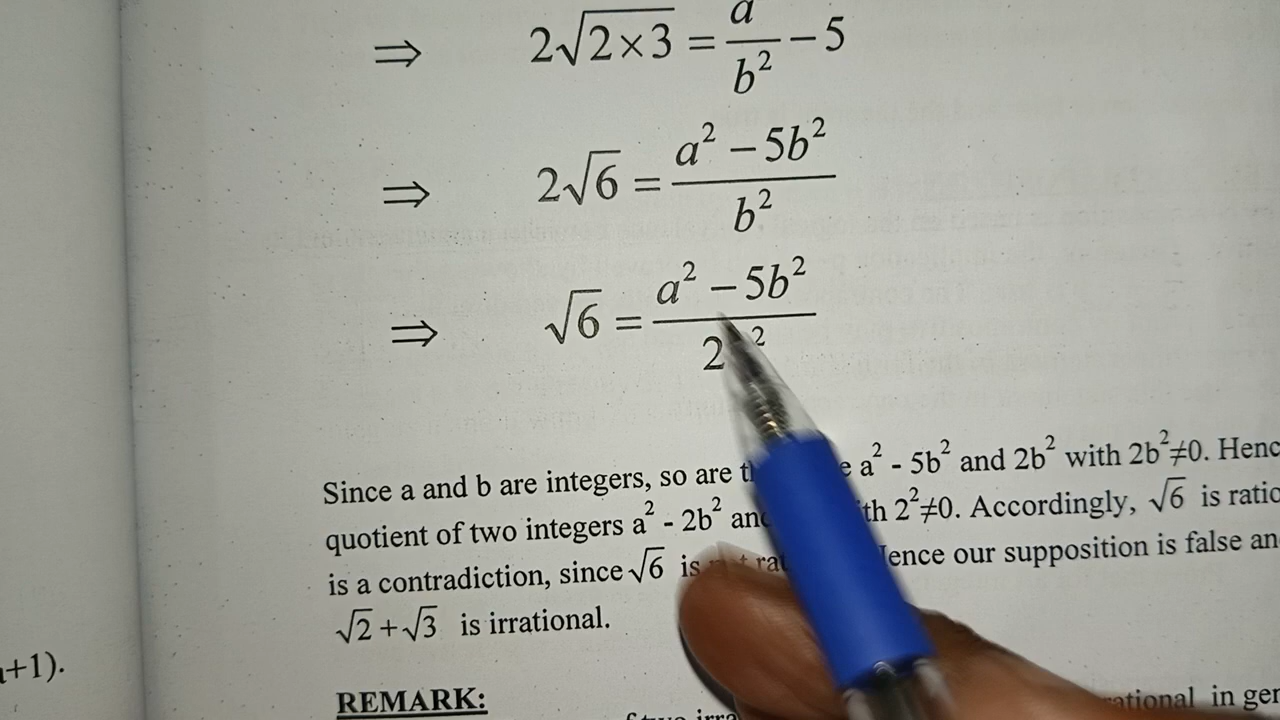 ⇒ 2√2×3 = a/b² − 5
⇒ 2√6 = (a² − 5b²)/b²
⇒ √6 = (a² − 5b²)/2 ²
Since a and b are integers, so are e a² - 5b² and 2b² with 2b²≠0. Henc
quotient of two integers a² - 2b² an th 2²≠0. Accordingly, √6 is ratio
is a contradiction, since √6 is ence our supposition is false an
√2 + √3 is irrational.
+1).
REMARK:
ational in ger